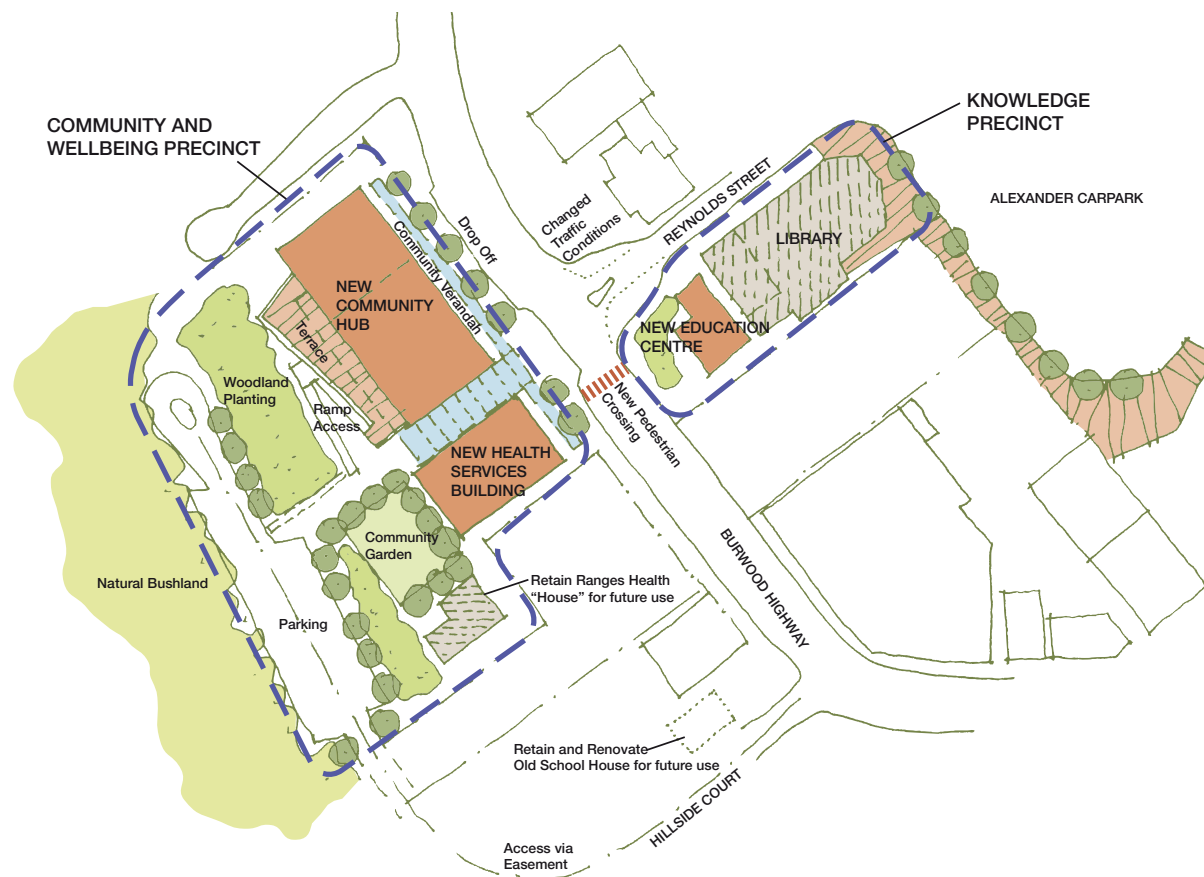 COMMUNITY AND
WELLBEING PRECINCT
KNOWLEDGE
PRECINCT
ALEXANDER CARPARK
REYNOLDS STREET
Changed
Traffic
Conditions
Drop Off
Community Verandah
LIBRARY
NEW
COMMUNITY
HUB
NEW EDUCATION
CENTRE
Terrace
Woodland
Planting
Ramp
Access
New Pedestrian
Crossing
NEW HEALTH
SERVICES
BUILDING
Community
Garden
Natural Bushland
Retain Ranges Health
“House” for future use
Parking
BURWOOD HIGHWAY
Retain and Renovate
Old School House for future use
HILLSIDE COURT
Access via
Easement